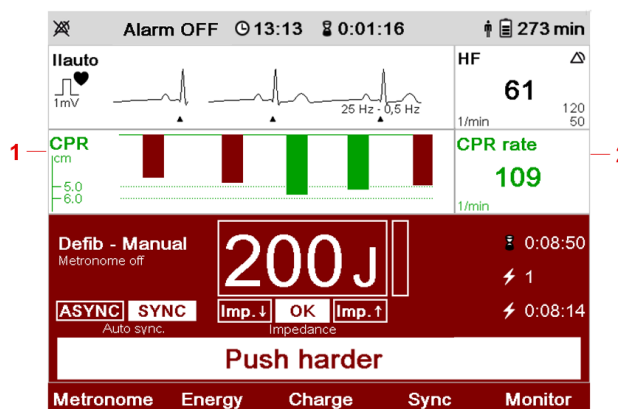 Alarm OFF 13:13 0:01:16 273 min
IIauto
1mV
25 Hz - 0,5 Hz
HF
61
120
50
1/min
1
CPR
cm
5.0
6.0
CPR rate
109
1/min
2
Defib - Manual
Metronome off
200 J
0:08:50
1
0:08:14
ASYNC SYNC
Auto sync.
Imp.↓ OK Imp.↑
Impedance
Push harder
Metronome Energy Charge Sync Monitor